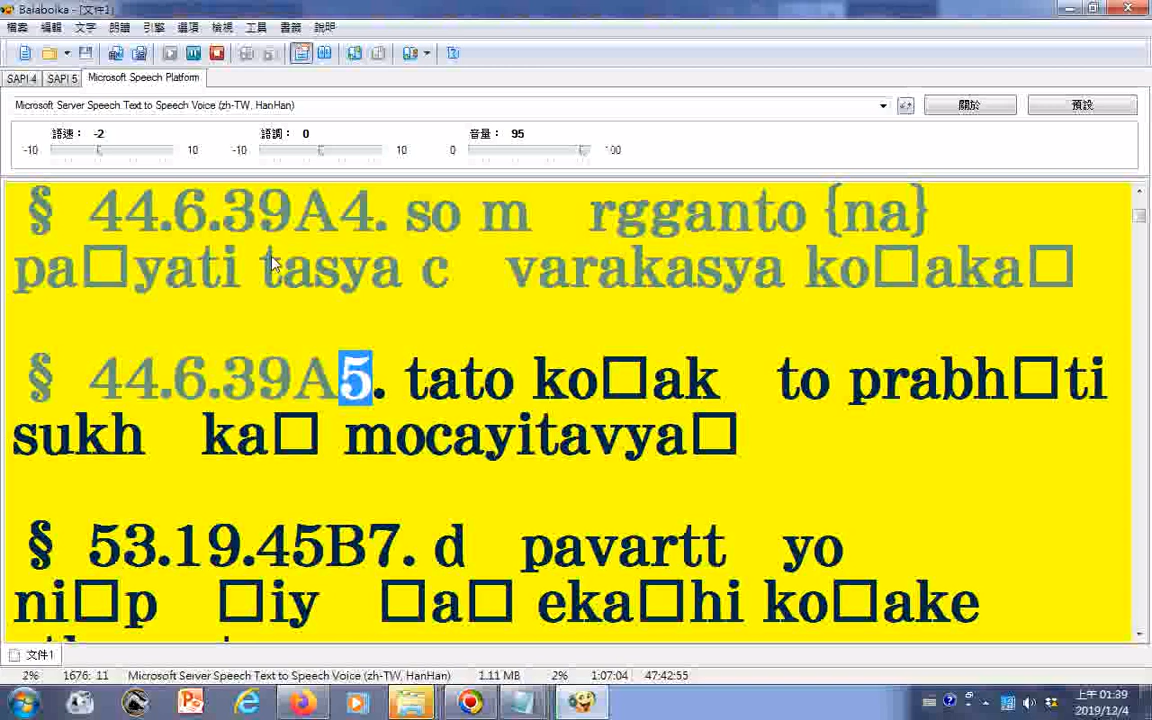 Balabolka - [文件1]
檔案 編輯 文字 朗讀 引擎 選項 檢視 工具 書籤 說明
SAPI 4 SAPI 5 Microsoft Speech Platform
Microsoft Server Speech Text to Speech Voice (zh-TW, HanHan) 關於 預設
語速： -2 語調： 0 音量： 95
-10 10 -10 10 0 100
§ 44.6.39A4. so m rgganto {na}
pa□yati tasya c varakasya ko□aka□
§ 44.6.39A5. tato ko□ak to prabh□ti
sukh ka□ mocayitavya□
§ 53.19.45B7. d pavartt yo
ni□p □iy □a□ eka□hi ko□ake
文件1
2% 1676: 11 Microsoft Server Speech Text to Speech Voice (zh-TW, HanHan) 1.11 MB 2% 1:07:04 47:42:55
上午 01:39
2019/12/4